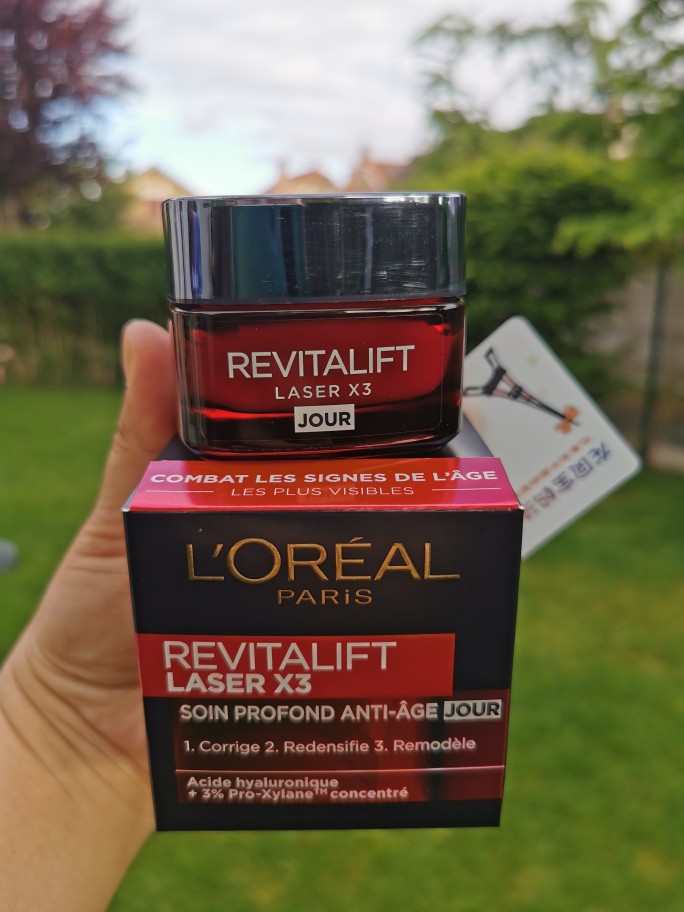 REVITALIFT
LASER X3
JOUR
COMBAT LES SIGNES DE L'ÂGE
LES PLUS VISIBLES
L'ORÉAL
PARiS
REVITALIFT
LASER X3
SOIN PROFOND ANTI-ÂGE JOUR
1. Corrige 2. Redensifie 3. Remodèle
Acide hyaluronique
+ 3% Pro-Xylane™ concentré